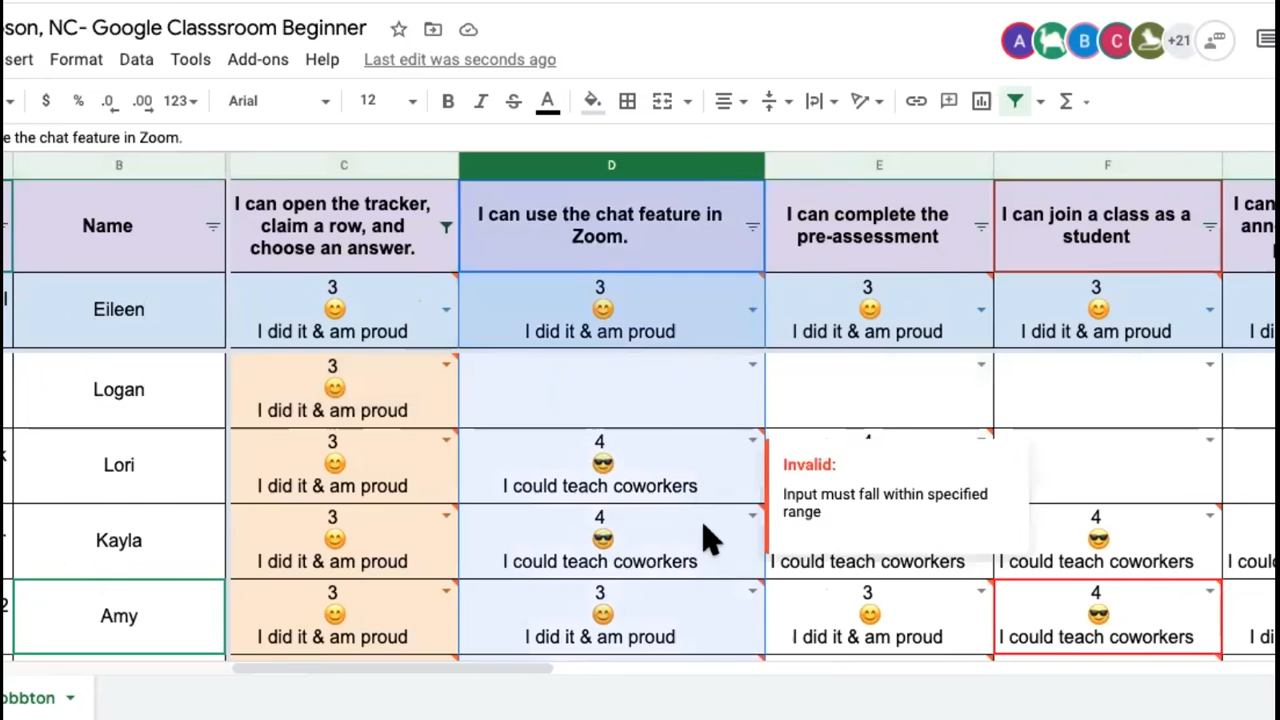 son, NC- Google Classsroom Beginner
A B C +21
sert Format Data Tools Add-ons Help Last edit was seconds ago
$ % .0 .00 123 Arial 12 B I S A Σ
e the chat feature in Zoom.
B C D E F
Name
I can open the tracker,
claim a row, and
choose an answer.
I can use the chat feature in
Zoom.
I can complete the
pre-assessment
I can join a class as a
student
I can
ann
Eileen
3
I did it & am proud
3
I did it & am proud
3
I did it & am proud
3
I did it & am proud
I di
Logan
3
I did it & am proud
Lori
3
I did it & am proud
4
I could teach coworkers
Invalid:
Input must fall within specified
range
Kayla
3
I did it & am proud
4
I could teach coworkers
I could teach coworkers
4
I could teach coworkers
I coul
Amy
3
I did it & am proud
3
I did it & am proud
3
I did it & am proud
4
I could teach coworkers
I di
obbton